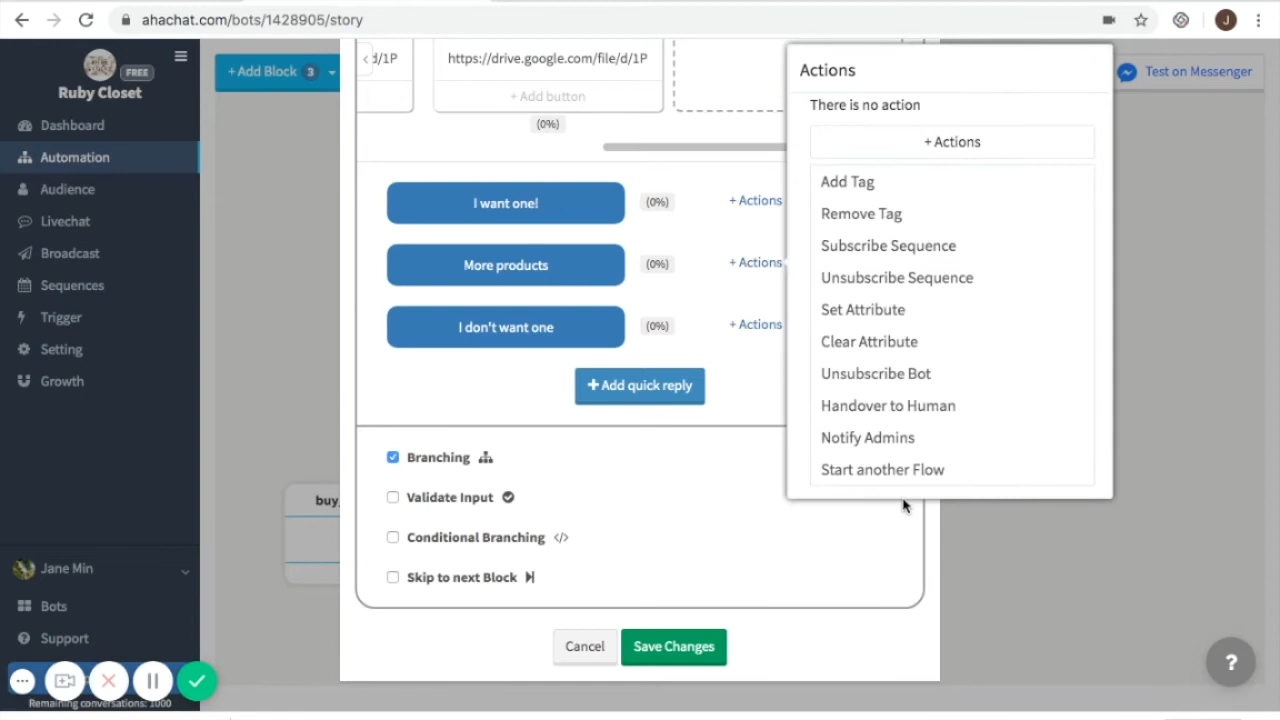 ahachat.com/bots/1428905/story
J
FREE
Ruby Closet
Dashboard
Automation
Audience
Livechat
Broadcast
Sequences
Trigger
Setting
Growth
Jane Min
Bots
Support
Remaining conversations: 1000
+ Add Block 3
buy_
d/1P
https://drive.google.com/file/d/1P
+ Add button
(0%)
I want one!
(0%)
+ Actions
More products
(0%)
+ Actions
I don't want one
(0%)
+ Actions
+ Add quick reply
Branching
Validate Input
Conditional Branching </>
Skip to next Block
Cancel
Save Changes
Actions
There is no action
+ Actions
Add Tag
Remove Tag
Subscribe Sequence
Unsubscribe Sequence
Set Attribute
Clear Attribute
Unsubscribe Bot
Handover to Human
Notify Admins
Start another Flow
Test on Messenger
?